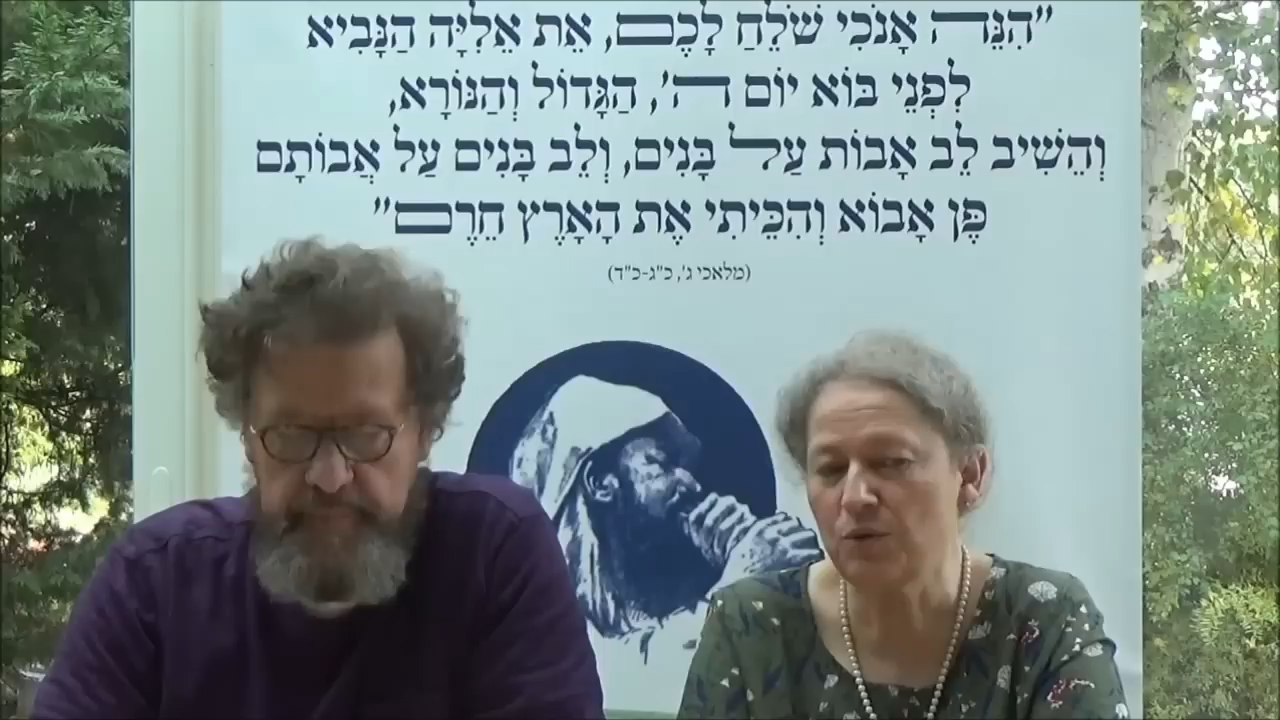 "הִנֵּה אָנֹכִי שֹׁלֵחַ לָכֶם, אֵת אֵלִיָּה הַנָּבִיא
לִפְנֵי בּוֹא יוֹם ה', הַגָּדוֹל וְהַנּוֹרָא,
וְהֵשִׁיב לֵב אָבוֹת עַל בָּנִים, וְלֵב בָּנִים עַל אֲבוֹתָם
פֶּן אָבוֹא וְהִכֵּיתִי אֶת הָאָרֶץ חֵרֶם"
(מלאכי ג', כ"ג-כ"ד)